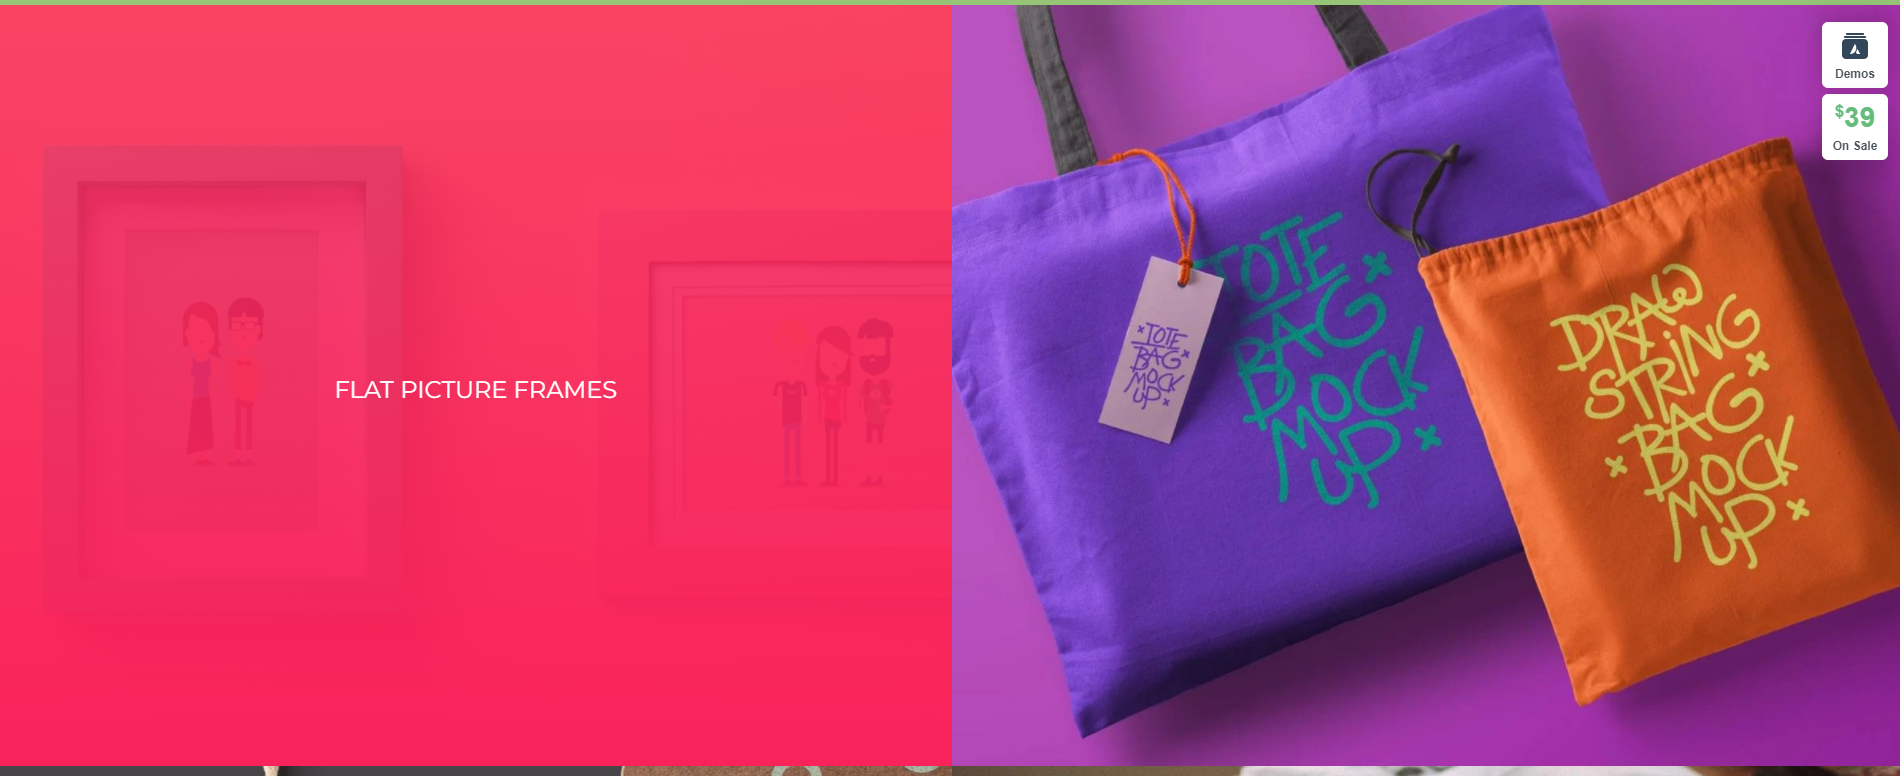 FLAT PICTURE FRAMES
TOTE
BAG
MOCK
UP
TOTE
BAG
MOCK
UP
DRAW
STRING
BAG
MOCK
UP
Demos
$39
On Sale